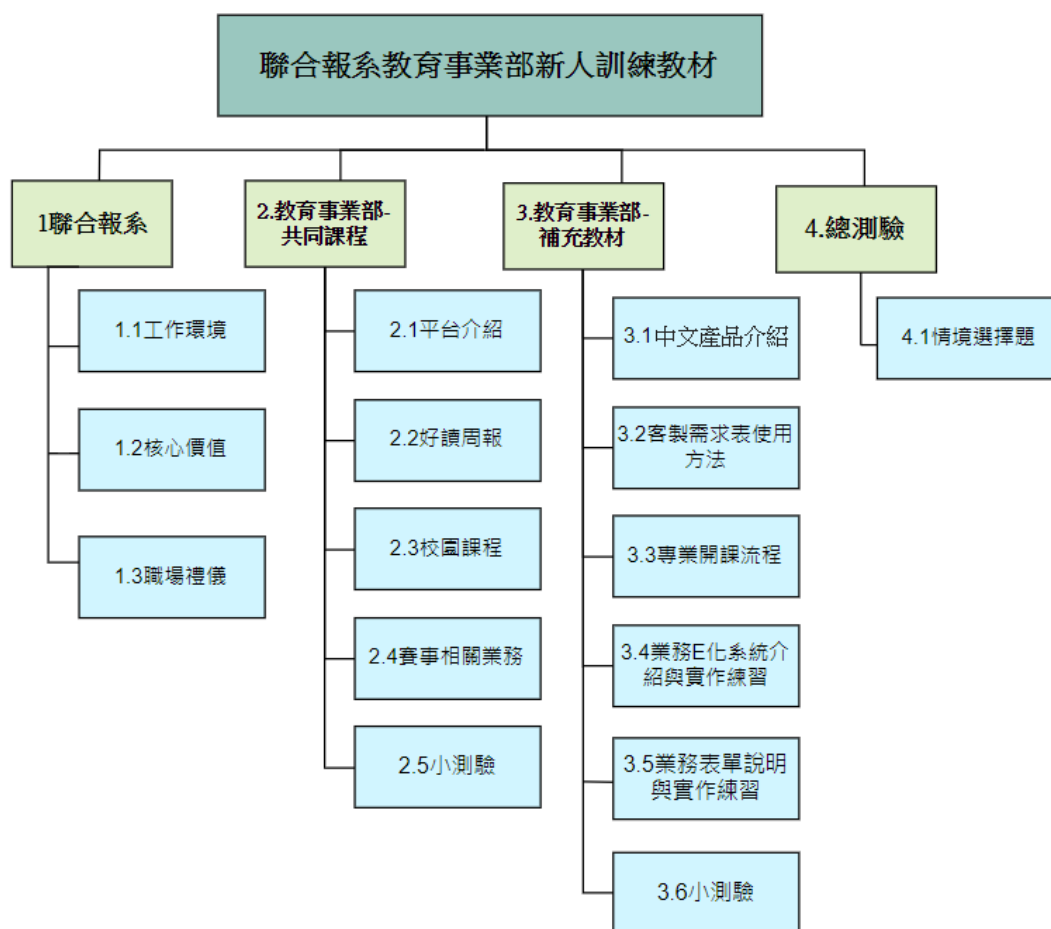 聯合報系教育事業部新人訓練教材
1聯合報系
1.1工作環境
1.2核心價值
1.3職場禮儀
2.教育事業部-
共同課程
2.1平台介紹
2.2好讀周報
2.3校園課程
2.4賽事相關業務
2.5小測驗
3.教育事業部-
補充教材
3.1中文產品介紹
3.2客製需求表使用
方法
3.3專業開課流程
3.4業務E化系統介
紹與實作練習
3.5業務表單說明
與實作練習
3.6小測驗
4.總測驗
4.1情境選擇題